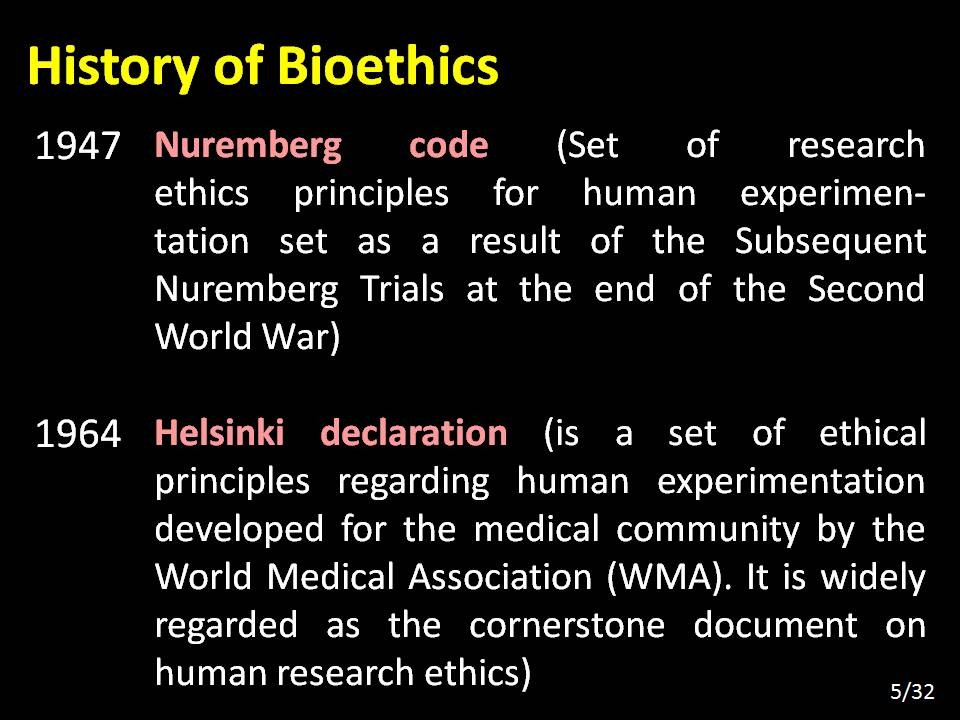 History of Bioethics
1947 Nuremberg code (Set of research
ethics principles for human experimen-
tation set as a result of the Subsequent
Nuremberg Trials at the end of the Second
World War)
1964 Helsinki declaration (is a set of ethical
principles regarding human experimentation
developed for the medical community by the
World Medical Association (WMA). It is widely
regarded as the cornerstone document on
human research ethics)
5/32